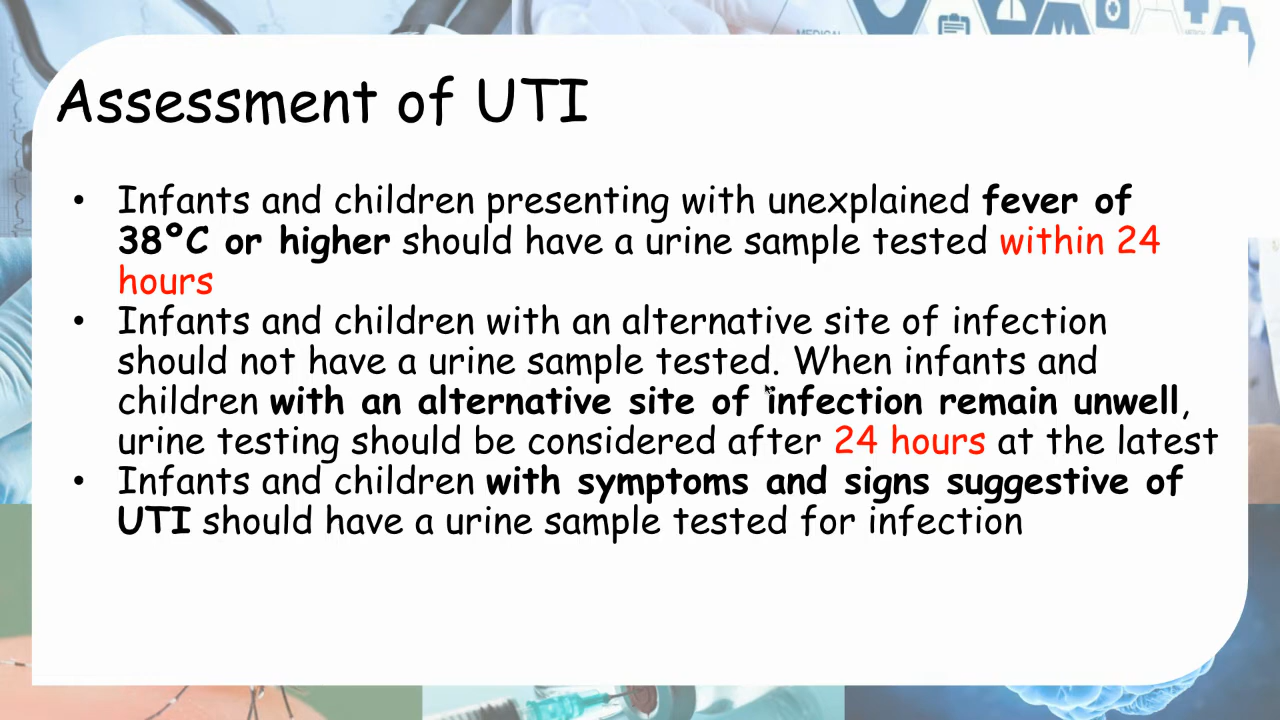 MEDICAL
Assessment of UTI
• Infants and children presenting with unexplained fever of
38°C or higher should have a urine sample tested within 24
hours
• Infants and children with an alternative site of infection
should not have a urine sample tested. When infants and
children with an alternative site of infection remain unwell,
urine testing should be considered after 24 hours at the latest
• Infants and children with symptoms and signs suggestive of
UTI should have a urine sample tested for infection